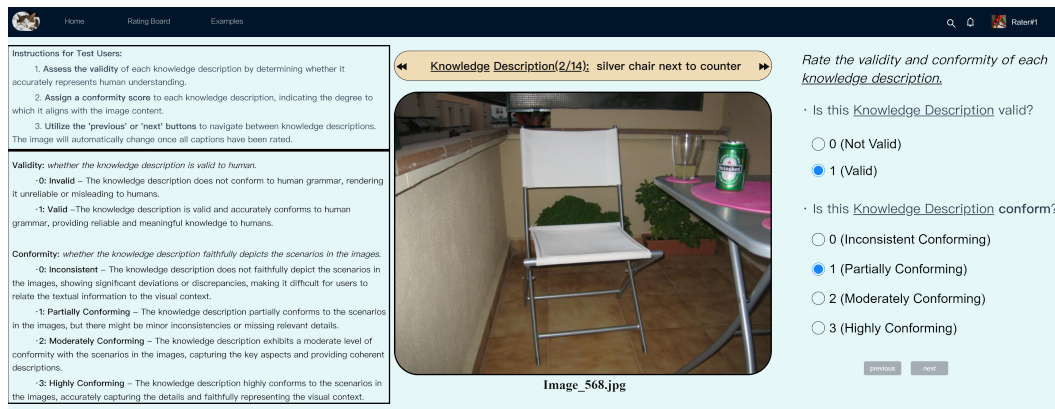 Home Rating Board Examples Rater#1
Instructions for Test Users:
1. Assess the validity of each knowledge description by determining whether it
accurately represents human understanding.
2. Assign a conformity score to each knowledge description, indicating the degree to
which it aligns with the image content.
3. Utilize the 'previous' or 'next' buttons to navigate between knowledge descriptions.
The image will automatically change once all captions have been rated.
Validity: whether the knowledge description is valid to human.
·0: Invalid – The knowledge description does not conform to human grammar, rendering
it unreliable or misleading to humans.
·1: Valid –The knowledge description is valid and accurately conforms to human
grammar, providing reliable and meaningful knowledge to humans.
Conformity: whether the knowledge description faithfully depicts the scenarios in the images.
·0: Inconsistent – The knowledge description does not faithfully depict the scenarios in
the images, showing significant deviations or discrepancies, making it difficult for users to
relate the textual information to the visual context.
·1: Partially Conforming – The knowledge description partially conforms to the scenarios
in the images, but there might be minor inconsistencies or missing relevant details.
·2: Moderately Conforming – The knowledge description exhibits a moderate level of
conformity with the scenarios in the images, capturing the key aspects and providing coherent
descriptions.
·3: Highly Conforming – The knowledge description highly conforms to the scenarios in
the images, accurately capturing the details and faithfully representing the visual context.
Knowledge Description(2/14): silver chair next to counter
Heineken
Image_568.jpg
Rate the validity and conformity of each
knowledge description.
· Is this Knowledge Description valid?
0 (Not Valid)
1 (Valid)
· Is this Knowledge Description conform?
0 (Inconsistent Conforming)
1 (Partially Conforming)
2 (Moderately Conforming)
3 (Highly Conforming)
previous next